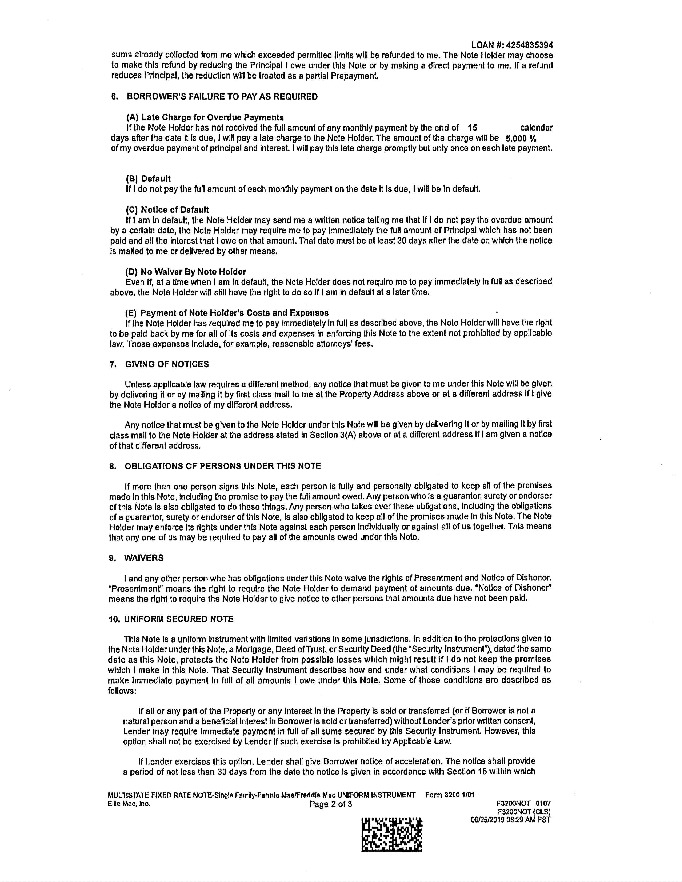 LOAN #: 4254835394
sums already collected from me which exceeded permitted limits will be refunded to me. The Note Holder may choose
to make this refund by reducing the Principal I owe under this Note or by making a direct payment to me. If a refund
reduces Principal, the reduction will be treated as a partial Prepayment.
6. BORROWER'S FAILURE TO PAY AS REQUIRED
(A) Late Charge for Overdue Payments
If the Note Holder has not received the full amount of any monthly payment by the end of 15 calendar
days after the date it is due, I will pay a late charge to the Note Holder. The amount of the charge will be 5.000 %
of my overdue payment of principal and interest. I will pay this late charge promptly but only once on each late payment.
(B) Default
If I do not pay the full amount of each monthly payment on the date it is due, I will be in default.
(C) Notice of Default
If I am in default, the Note Holder may send me a written notice telling me that if I do not pay the overdue amount
by a certain date, the Note Holder may require me to pay immediately the full amount of Principal which has not been
paid and all the interest that I owe on that amount. That date must be at least 30 days after the date on which the notice
is mailed to me or delivered by other means.
(D) No Waiver By Note Holder
Even if, at a time when I am in default, the Note Holder does not require me to pay immediately in full as described
above, the Note Holder will still have the right to do so if I am in default at a later time.
(E) Payment of Note Holder's Costs and Expenses
If the Note Holder has required me to pay immediately in full as described above, the Note Holder will have the right
to be paid back by me for all of its costs and expenses in enforcing this Note to the extent not prohibited by applicable
law. Those expenses include, for example, reasonable attorneys' fees.
7. GIVING OF NOTICES
Unless applicable law requires a different method, any notice that must be given to me under this Note will be given
by delivering it or by mailing it by first class mail to me at the Property Address above or at a different address if I give
the Note Holder a notice of my different address.
Any notice that must be given to the Note Holder under this Note will be given by delivering it or by mailing it by first
class mail to the Note Holder at the address stated in Section 3(A) above or at a different address if I am given a notice
of that different address.
8. OBLIGATIONS OF PERSONS UNDER THIS NOTE
If more than one person signs this Note, each person is fully and personally obligated to keep all of the promises
made in this Note, including the promise to pay the full amount owed. Any person who is a guarantor, surety or endorser
of this Note is also obligated to do these things. Any person who takes over these obligations, including the obligations
of a guarantor, surety or endorser of this Note, is also obligated to keep all of the promises made in this Note. The Note
Holder may enforce its rights under this Note against each person individually or against all of us together. This means
that any one of us may be required to pay all of the amounts owed under this Note.
9. WAIVERS
I and any other person who has obligations under this Note waive the rights of Presentment and Notice of Dishonor.
"Presentment" means the right to require the Note Holder to demand payment of amounts due. "Notice of Dishonor"
means the right to require the Note Holder to give notice to other persons that amounts due have not been paid.
10. UNIFORM SECURED NOTE
This Note is a uniform instrument with limited variations in some jurisdictions. In addition to the protections given to
the Note Holder under this Note, a Mortgage, Deed of Trust, or Security Deed (the "Security Instrument"), dated the same
date as this Note, protects the Note Holder from possible losses which might result if I do not keep the promises
which I make in this Note. That Security Instrument describes how and under what conditions I may be required to
make immediate payment in full of all amounts I owe under this Note. Some of those conditions are described as
follows:
If all or any part of the Property or any Interest in the Property is sold or transferred (or if Borrower is not a
natural person and a beneficial interest in Borrower is sold or transferred) without Lender's prior written consent,
Lender may require immediate payment in full of all sums secured by this Security Instrument. However, this
option shall not be exercised by Lender if such exercise is prohibited by Applicable Law.
If Lender exercises this option, Lender shall give Borrower notice of acceleration. The notice shall provide
a period of not less than 30 days from the date the notice is given in accordance with Section 15 within which
MULTISTATE FIXED RATE NOTE-Single Family-Fannie Mae/Freddie Mac UNIFORM INSTRUMENT Form 3200 1/01
Ellie Mae, Inc. Page 2 of 3 F3200NOT 0107
F3200NOT (CLS)
06/25/2019 08:29 AM PST